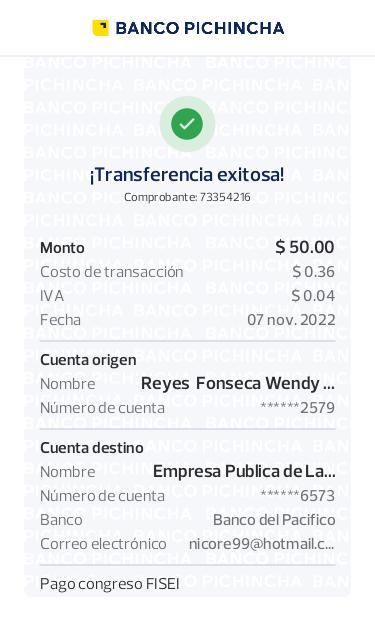 BANCO PICHINCHA
¡Transferencia exitosa!
Comprobante: 73354216
Monto $ 50.00
Costo de transacción $ 0.36
IVA $ 0.04
Fecha 07 nov. 2022
Cuenta origen
Nombre Reyes Fonseca Wendy ...
Número de cuenta ******2579
Cuenta destino
Nombre Empresa Publica de La...
Número de cuenta ******6573
Banco Banco del Pacifico
Correo electrónico nicore99@hotmail.c...
Pago congreso FISEI